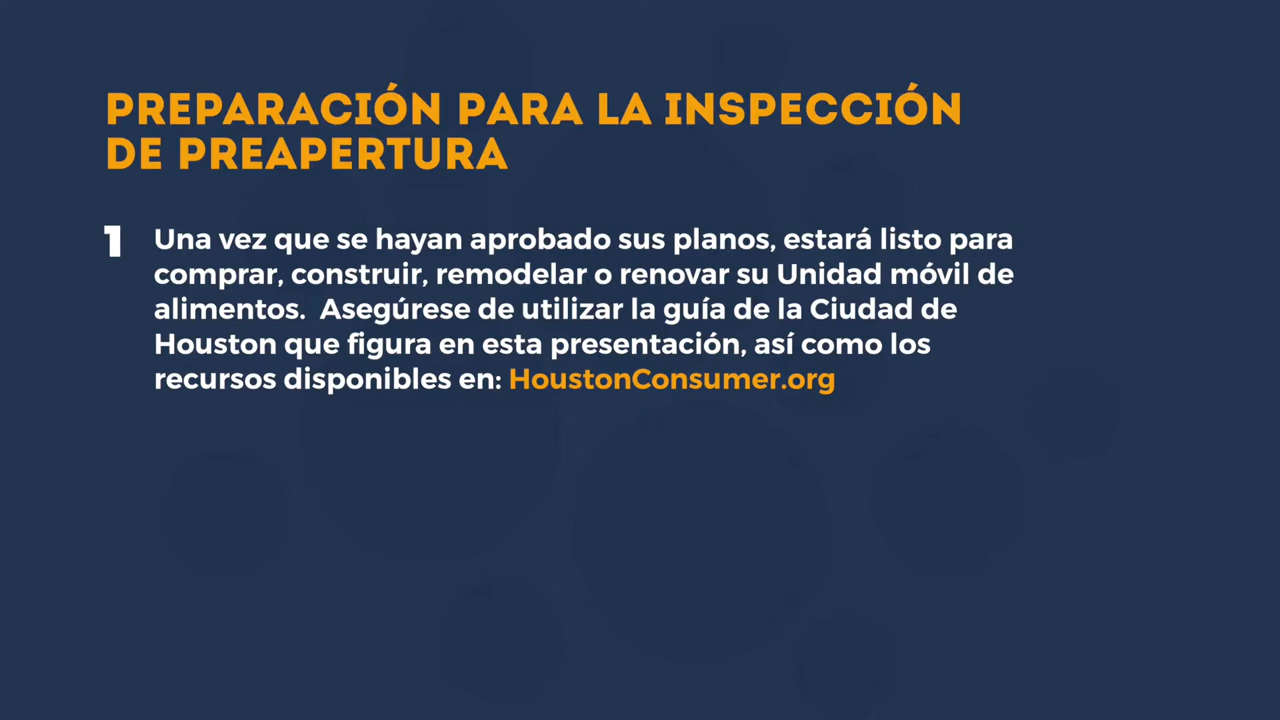 PREPARACIÓN PARA LA INSPECCIÓN
DE PREAPERTURA
1 Una vez que se hayan aprobado sus planos, estará listo para
comprar, construir, remodelar o renovar su Unidad móvil de
alimentos.  Asegúrese de utilizar la guía de la Ciudad de
Houston que figura en esta presentación, así como los
recursos disponibles en: HoustonConsumer.org